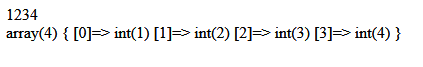 1234
array(4) { [0]=> int(1) [1]=> int(2) [2]=> int(3) [3]=> int(4) }